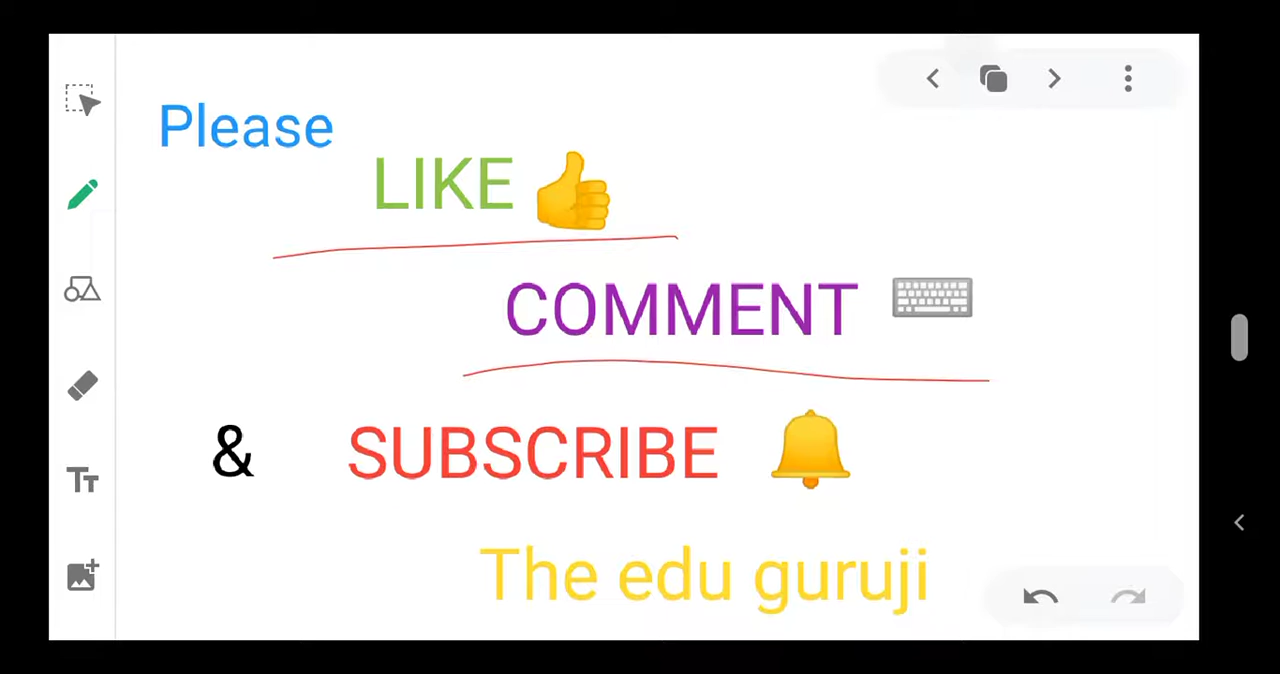 Please
LIKE 👍
COMMENT ⌨
& SUBSCRIBE 🔔
The edu guruji